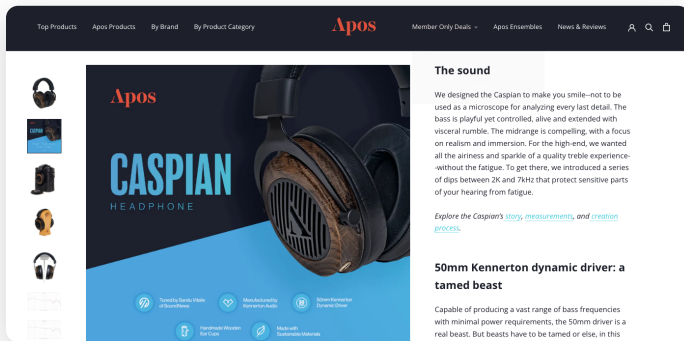 Top Products Apos Products By Brand By Product Category Apos Member Only Deals Apos Ensembles News & Reviews
Apos
CASPIAN
HEADPHONE
Tuned by Sandu Vitalie
of SoundNews
Manufactured by
Kennerton Audio
50mm Kennerton
Dynamic Driver
Handmade Wooden
Ear Cups
Made with
Sustainable Materials
The sound
We designed the Caspian to make you smile--not to be
used as a microscope for analyzing every last detail. The
bass is playful yet controlled, alive and extended with
visceral rumble. The midrange is compelling, with a focus
on realism and immersion. For the high-end, we wanted
all the airiness and sparkle of a quality treble experience-
-without the fatigue. To get there, we introduced a series
of dips between 2K and 7kHz that protect sensitive parts
of your hearing from fatigue.
Explore the Caspian's story, measurements, and creation
process.
50mm Kennerton dynamic driver: a
tamed beast
Capable of producing a vast range of bass frequencies
with minimal power requirements, the 50mm driver is a
real beast. But beasts have to be tamed or else, in this